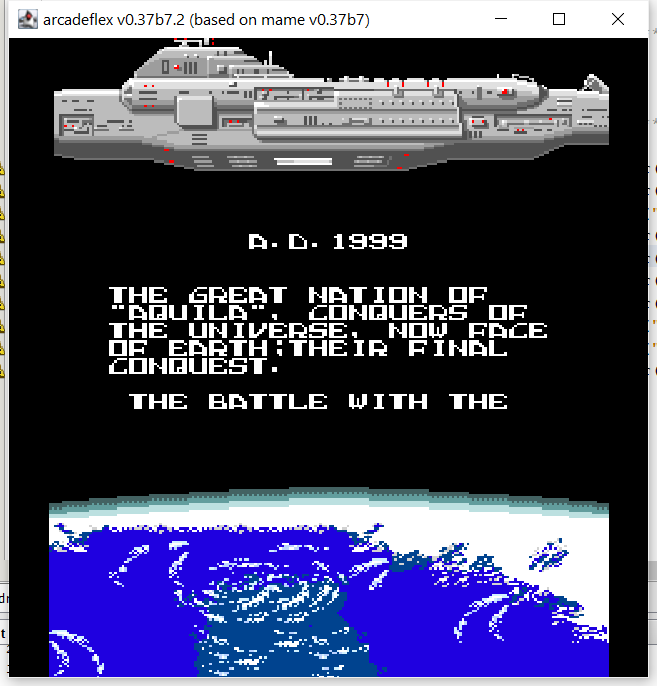 arcadeflex v0.37b7.2 (based on mame v0.37b7)
A.D.1999
THE GREAT NATION OF
"AQUILA", CONQUERS OF
THE UNIVERSE, NOW FACE
OF EARTH;THEIR FINAL
CONQUEST.
THE BATTLE WITH THE